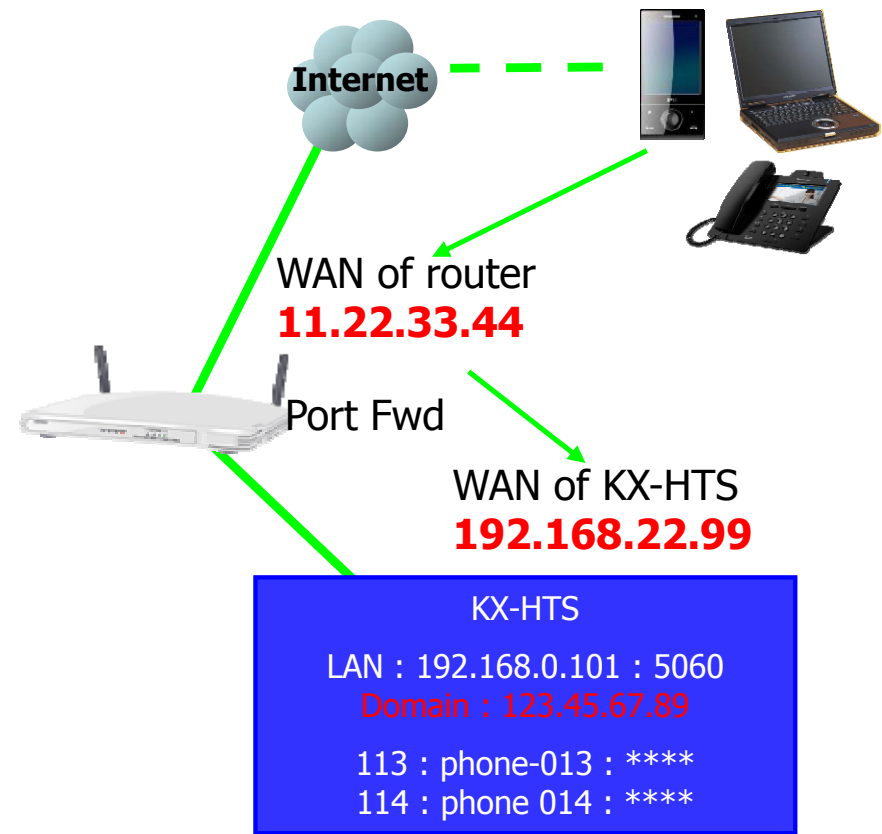 Internet
WAN of router
11.22.33.44
Port Fwd
WAN of KX-HTS
192.168.22.99
KX-HTS
LAN : 192.168.0.101 : 5060
Domain : 123.45.67.89
113 : phone-013 : ****
114 : phone 014 : ****